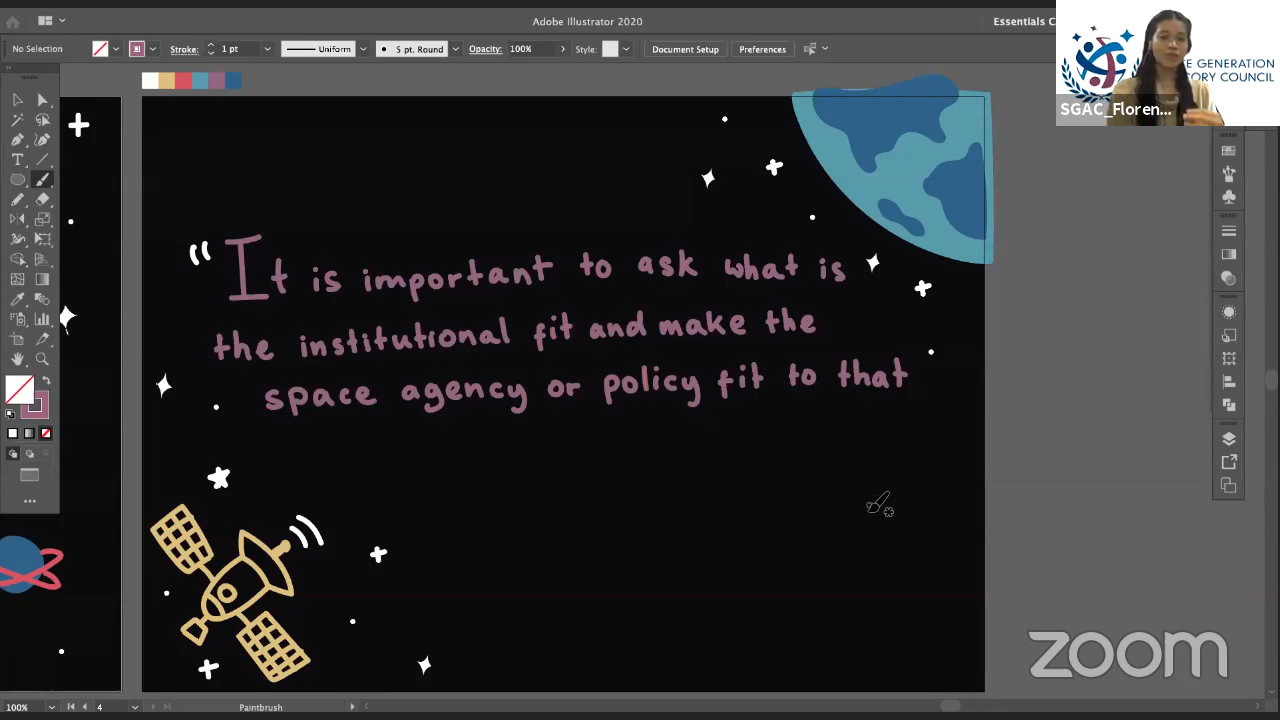 Adobe Illustrator 2020
Essentials C
No Selection
Stroke:
1 pt
Uniform
5 pt. Round
Opacity:
100%
Style:
Document Setup
Preferences
E GENERATION
ORY COUNCIL
SGAC_Floren...
“It is important to ask what is
the institutional fit and make the
space agency or policy fit to that
zoom
100%
4
Paintbrush